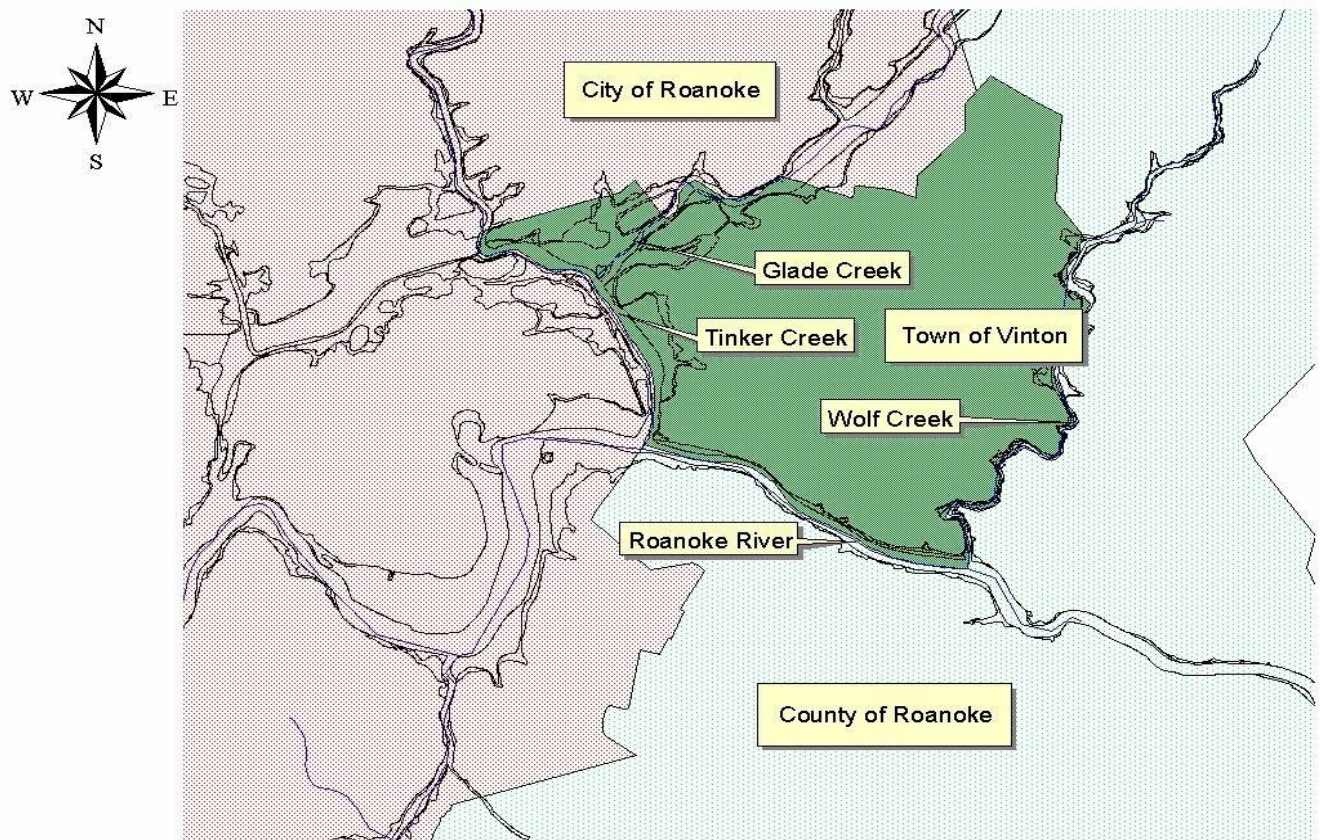 N
W E
S
City of Roanoke
Glade Creek
Tinker Creek
Town of Vinton
Wolf Creek
Roanoke River
County of Roanoke